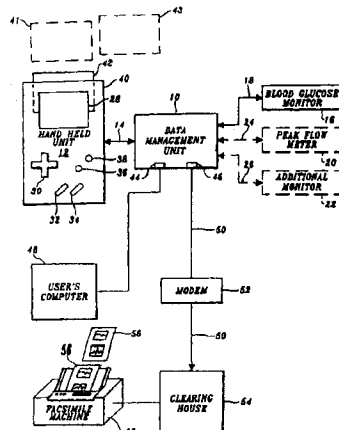 41
43
42
40
28
10
18
BLOOD GLUCOSE
MONITOR
16
HAND HELD
UNIT
12
14
DATA
MANAGEMENT
UNIT
24
PEAK FLOW
METER
20
38
36
30
44
46
26
ADDITIONAL
MONITOR
22
32
34
50
48
USER'S
COMPUTER
MODEM
52
58
56
50
FACSIMILE
MACHINE
CLEARING
HOUSE
54